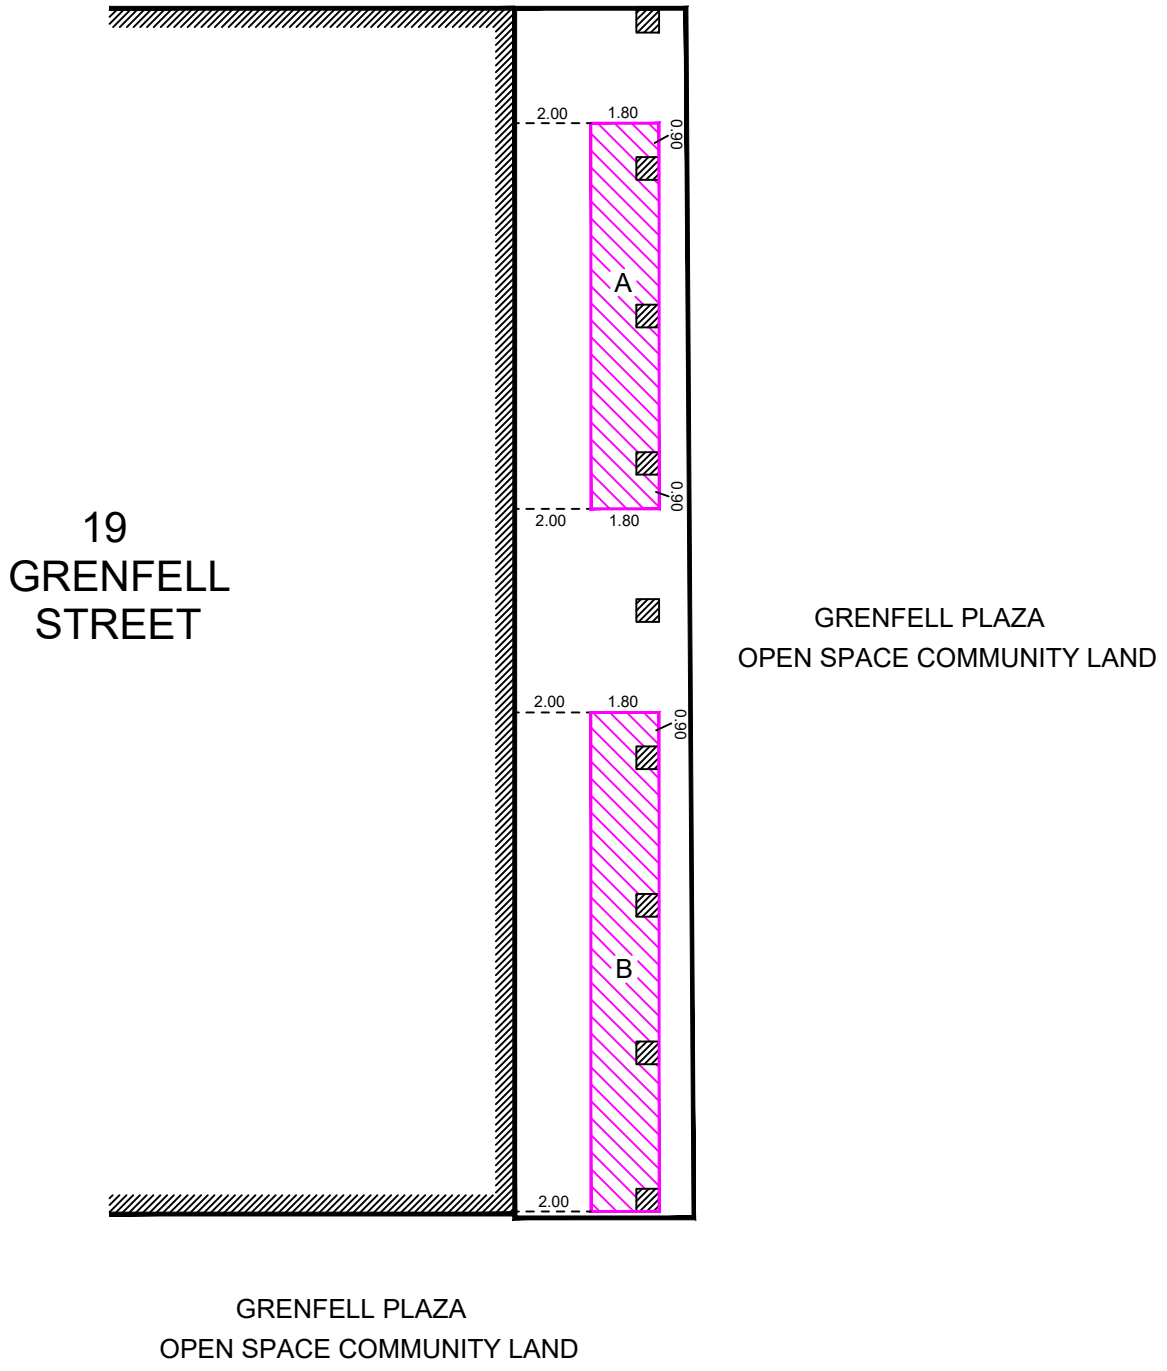 2.00
1.80
0.90
A
0.90
2.00
1.80
19
GRENFELL
STREET
GRENFELL PLAZA
OPEN SPACE COMMUNITY LAND
2.00
1.80
0.90
B
2.00
GRENFELL PLAZA
OPEN SPACE COMMUNITY LAND